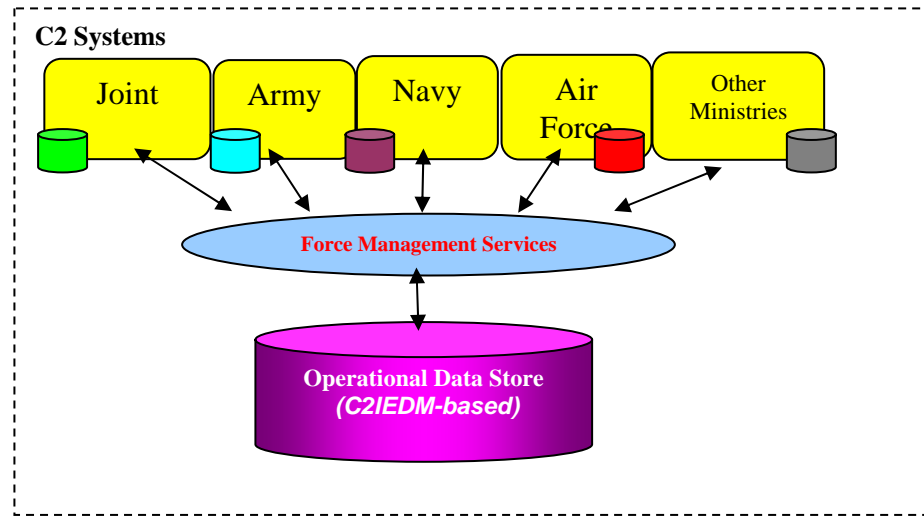 C2 Systems
Joint
Army
Navy
Air
Force
Other
Ministries
Force Management Services
Operational Data Store
(C2IEDM-based)